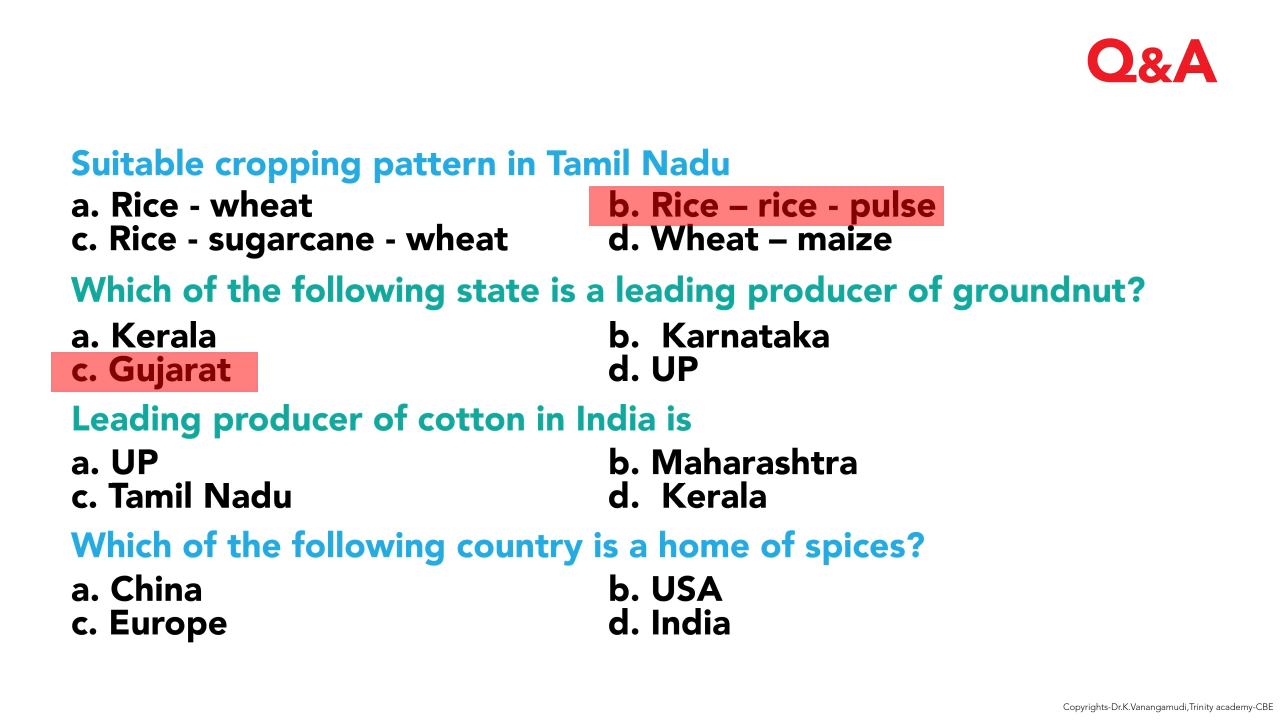 Q&A
Suitable cropping pattern in Tamil Nadu
a. Rice - wheat b. Rice – rice - pulse
c. Rice - sugarcane - wheat d. Wheat – maize
Which of the following state is a leading producer of groundnut?
a. Kerala b. Karnataka
c. Gujarat d. UP
Leading producer of cotton in India is
a. UP b. Maharashtra
c. Tamil Nadu d. Kerala
Which of the following country is a home of spices?
a. China b. USA
c. Europe d. India
Copyrights-Dr.K.Vanangamudi,Trinity academy-CBE